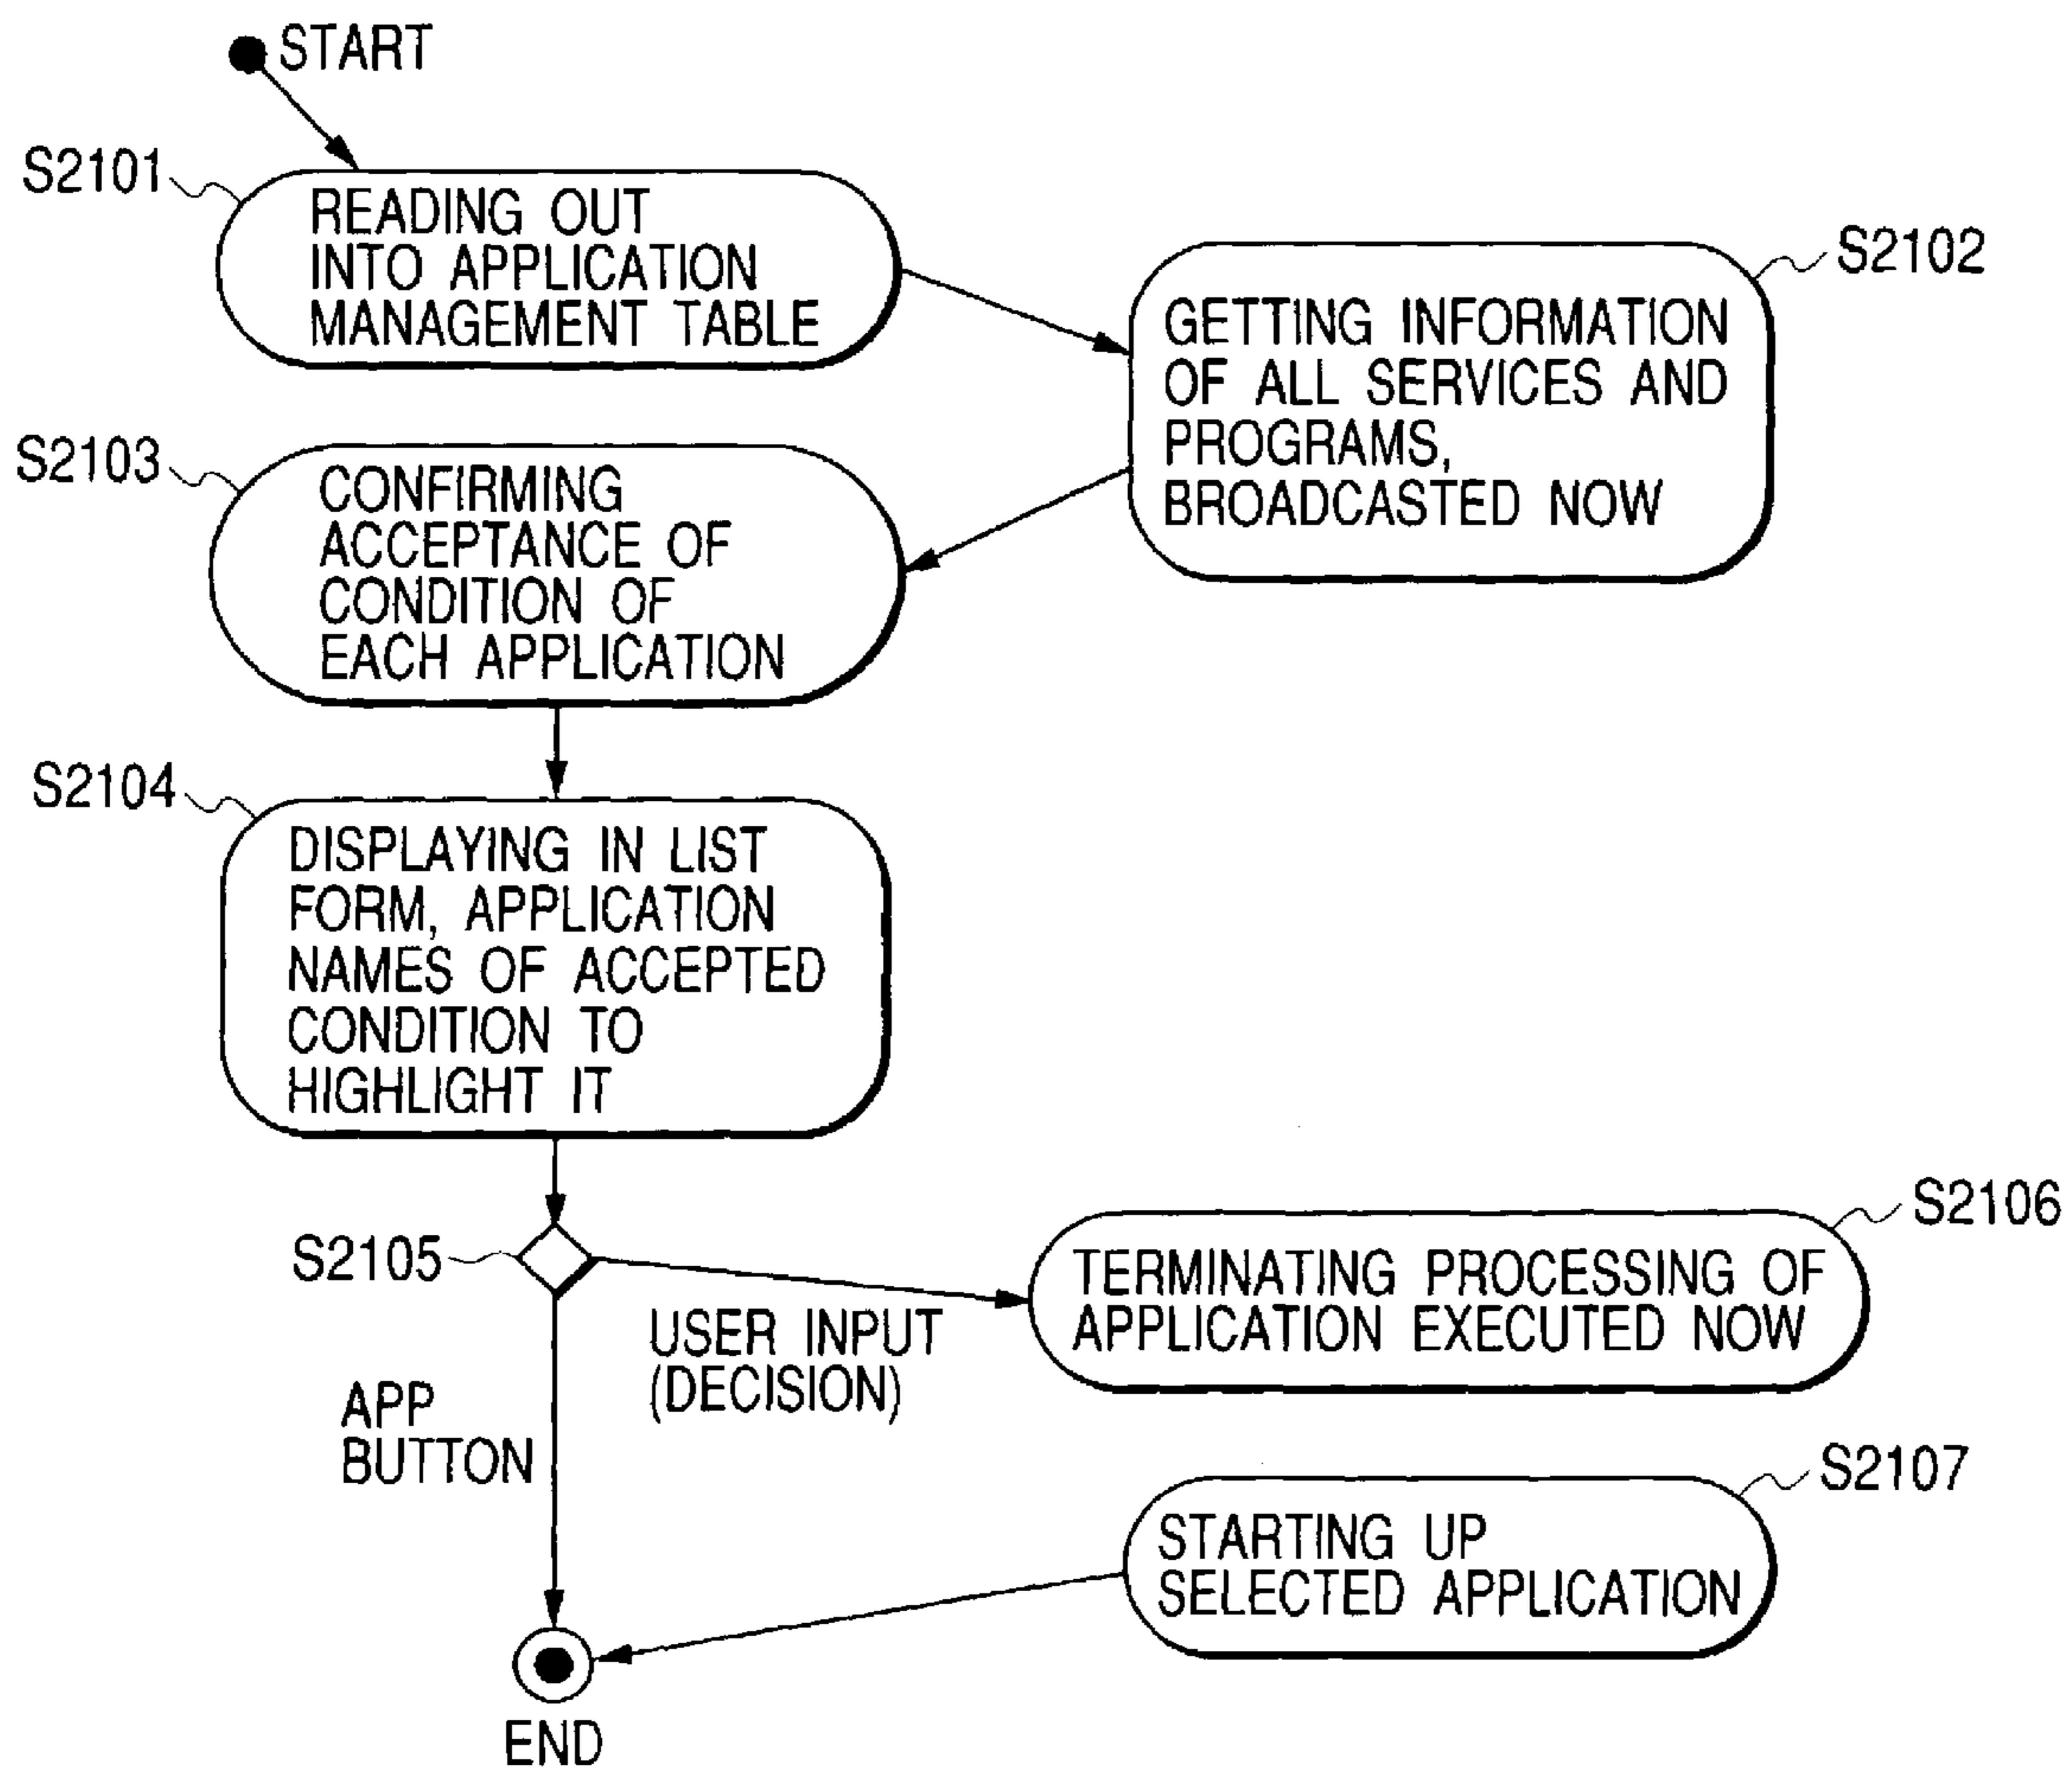 START
S2101
READING OUT
INTO APPLICATION
MANAGEMENT TABLE
S2102
GETTING INFORMATION
OF ALL SERVICES AND
PROGRAMS,
BROADCASTED NOW
S2103
CONFIRMING
ACCEPTANCE OF
CONDITION OF
EACH APPLICATION
S2104
DISPLAYING IN LIST
FORM, APPLICATION
NAMES OF ACCEPTED
CONDITION TO
HIGHLIGHT IT
S2105
USER INPUT
(DECISION)
S2106
TERMINATING PROCESSING OF
APPLICATION EXECUTED NOW
APP
BUTTON
S2107
STARTING UP
SELECTED APPLICATION
END